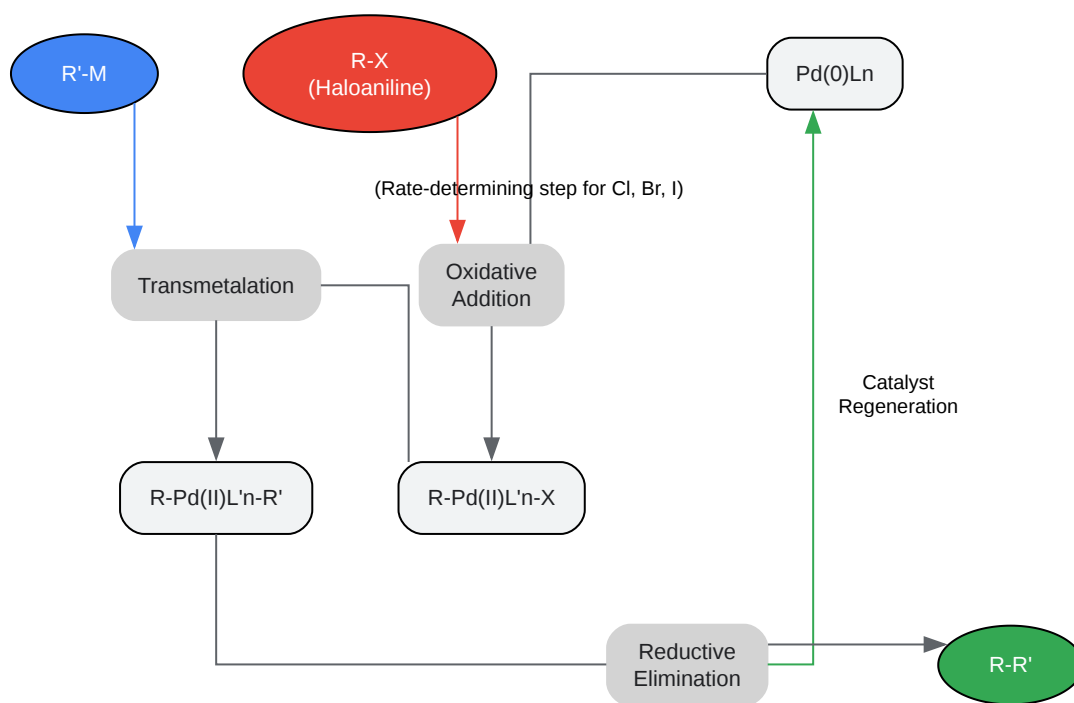 R'-M
R-X
(Haloaniline)
Pd(0)Ln
(Rate-determining step for Cl, Br, I)
Transmetalation
Oxidative
Addition
Catalyst
Regeneration
R-Pd(II)L'n-R'
R-Pd(II)L'n-X
Reductive
Elimination
R-R'